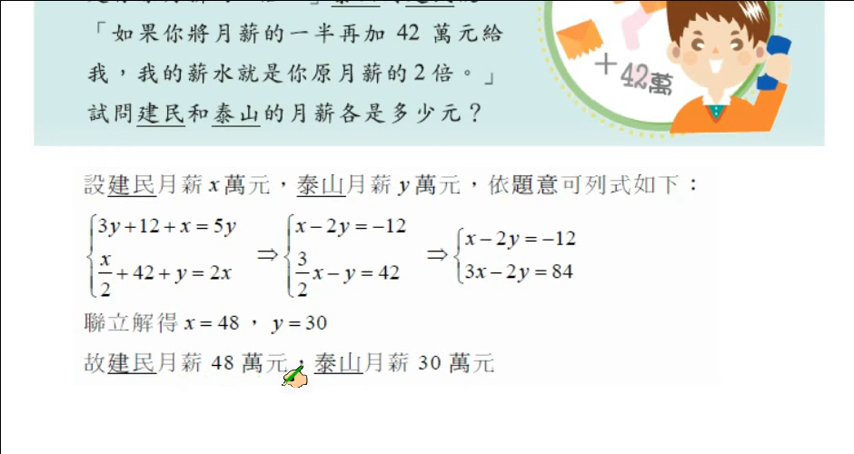 「如果你將月薪的一半再加 42 萬元給
我，我的薪水就是你原月薪的2倍。」
試問建民和泰山的月薪各是多少元？
+42萬
設建民月薪 x 萬元，泰山月薪 y 萬元，依題意可列式如下：
3y+12+x=5y ⇒ x−2y=−12 ⇒ x−2y=−12
x/2+42+y=2x 3/2x−y=42 3x−2y=84
聯立解得 x=48， y=30
故建民月薪 48 萬元，泰山月薪 30 萬元